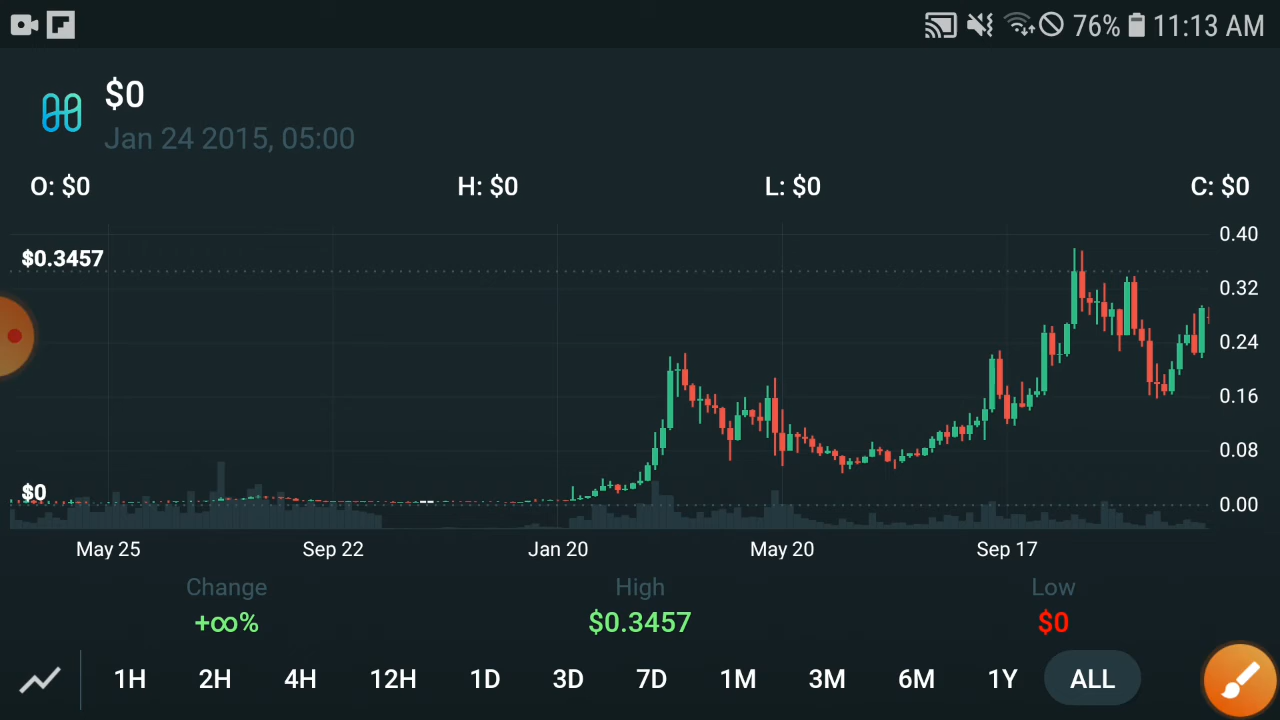 76% 11:13 AM
$0
Jan 24 2015, 05:00
O: $0 H: $0 L: $0 C: $0
0.40
$0.3457
0.32
0.24
0.16
0.08
$0
0.00
May 25 Sep 22 Jan 20 May 20 Sep 17
Change High Low
+∞% $0.3457 $0
1H 2H 4H 12H 1D 3D 7D 1M 3M 6M 1Y ALL